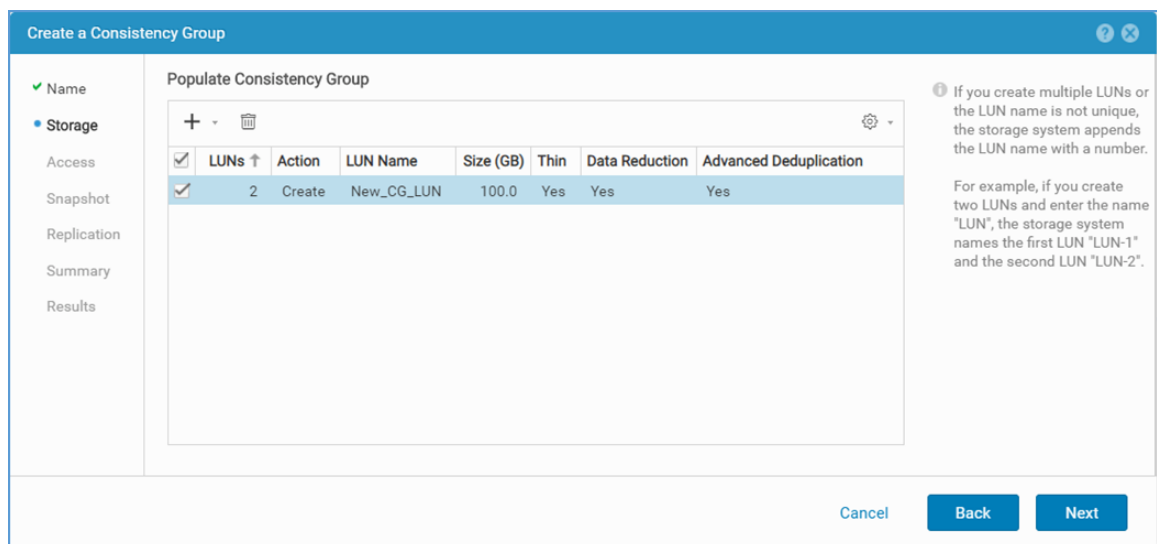 Create a Consistency Group
Name
Storage
Access
Snapshot
Replication
Summary
Results
Populate Consistency Group
LUNs Action LUN Name Size (GB) Thin Data Reduction Advanced Deduplication
2 Create New_CG_LUN 100.0 Yes Yes Yes
If you create multiple LUNs or
the LUN name is not unique,
the storage system appends
the LUN name with a number.
For example, if you create
two LUNs and enter the name
"LUN", the storage system
names the first LUN "LUN-1"
and the second LUN "LUN-2".
Cancel Back Next